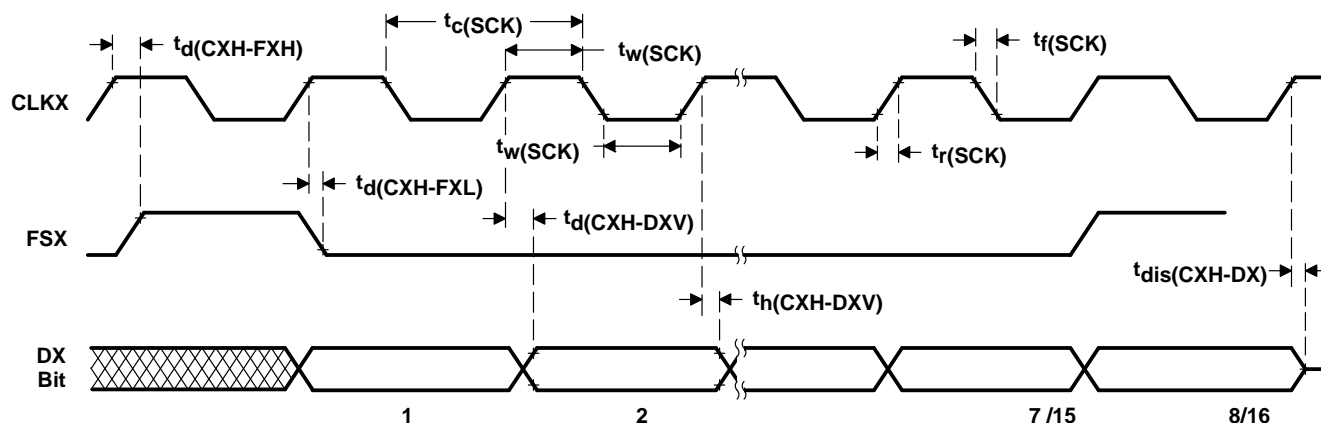 tc(SCK)
td(CXH-FXH)
tw(SCK)
tf(SCK)
CLKX
tw(SCK)
tr(SCK)
td(CXH-FXL)
td(CXH-DXV)
FSX
tdis(CXH-DX)
th(CXH-DXV)
DX
Bit
1 2 7 /15 8/16